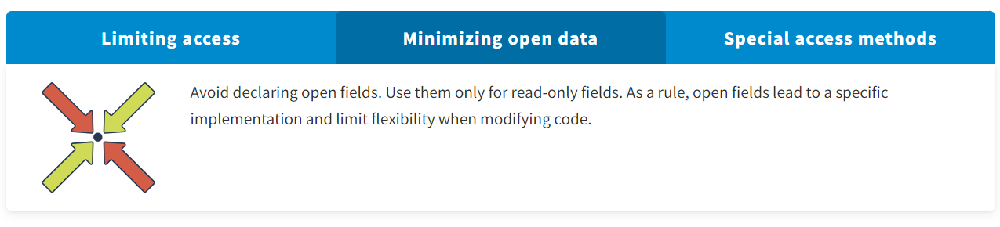 Limiting access
Minimizing open data
Special access methods
Avoid declaring open fields. Use them only for read-only fields. As a rule, open fields lead to a specific
implementation and limit flexibility when modifying code.